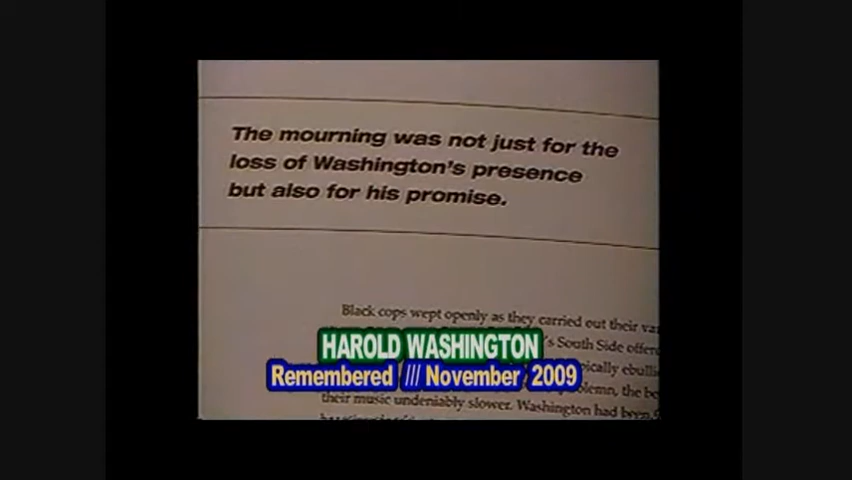 The mourning was not just for the
loss of Washington's presence
but also for his promise.
Black cops wept openly as they carried out their
HAROLD WASHINGTON
's South Side
Remembered /// November 2009
their music undeniably slower. Washington had been